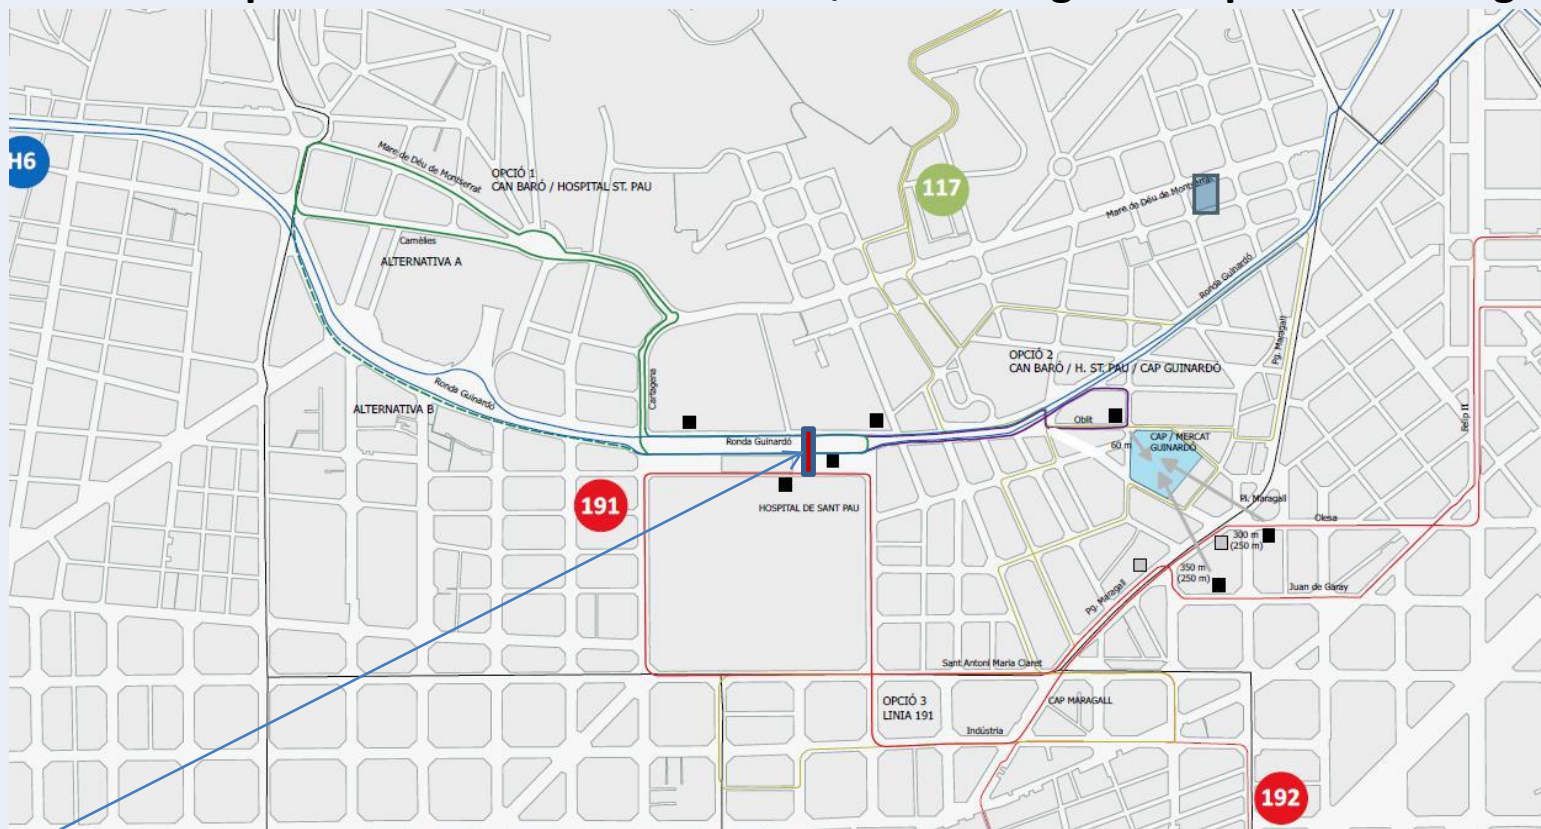 H6
Mare de Déu de Montserrat
OPCIÓ 1
CAN BARÓ / HOSPITAL ST. PAU
117
Mare de Déu de Montserrat
Camèlies
ALTERNATIVA A
Ronda Guinardó
Pg. Maragall
OPCIÓ 2
CAN BARÓ / H. ST. PAU / CAP GUINARDÓ
Cartagena
Ronda Guinardó
ALTERNATIVA B
Felip II
Oblit
Ronda Guinardó
60 m
CAP / MERCAT
GUINARDÓ
191
HOSPITAL DE SANT PAU
Pl. Maragall
Olesa
300 m
(250 m)
350 m
(250 m)
Juan de Garay
Pg. Maragall
Sant Antoni Maria Claret
OPCIÓ 3
LINIA 191
CAP MARAGALL
Indústria
192